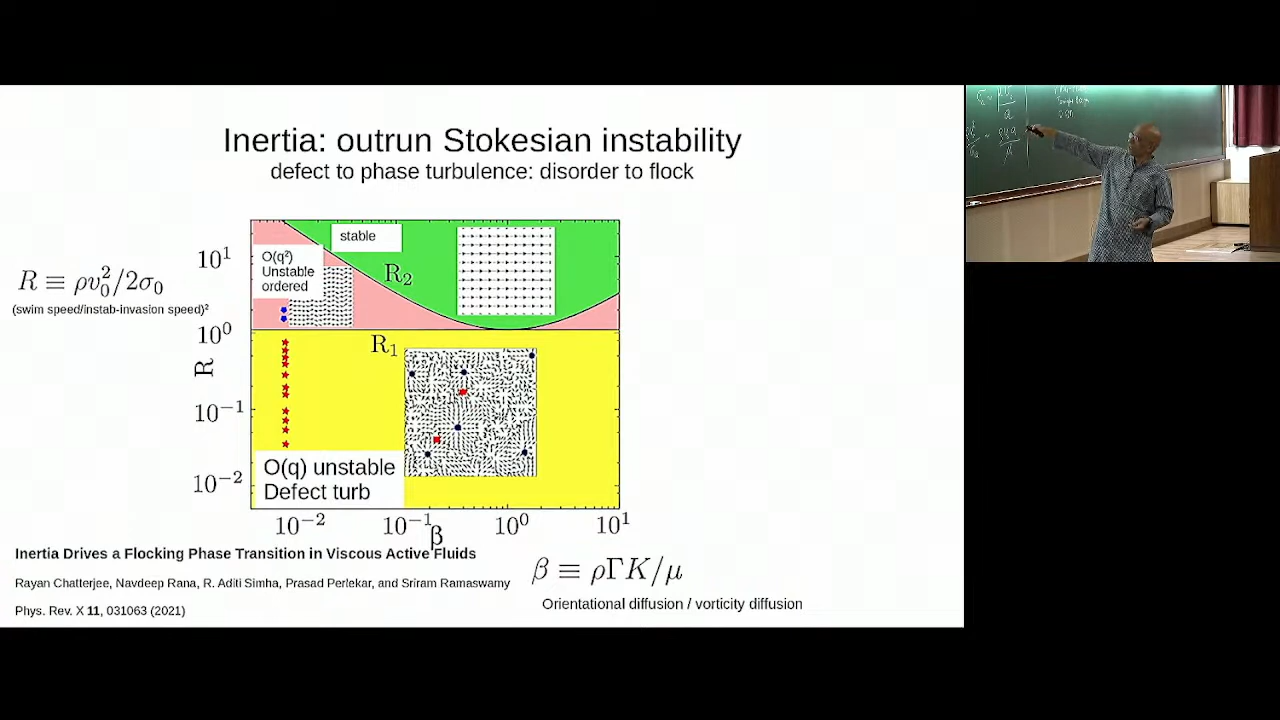 Inertia: outrun Stokesian instability
defect to phase turbulence: disorder to flock
R ≡ ρv₀²/2σ₀
(swim speed/instab-invasion speed)²
10¹
10⁰
10⁻¹
10⁻²
R
stable
O(q²)
Unstable
ordered
R₂
R₁
O(q) unstable
Defect turb
10⁻²
10⁻¹
10⁰
10¹
β
Inertia Drives a Flocking Phase Transition in Viscous Active Fluids
Rayan Chatterjee, Navdeep Rana, R. Aditi Simha, Prasad Perlekar, and Sriram Ramaswamy
Phys. Rev. X 11, 031063 (2021)
β ≡ ρΓK/μ
Orientational diffusion / vorticity diffusion